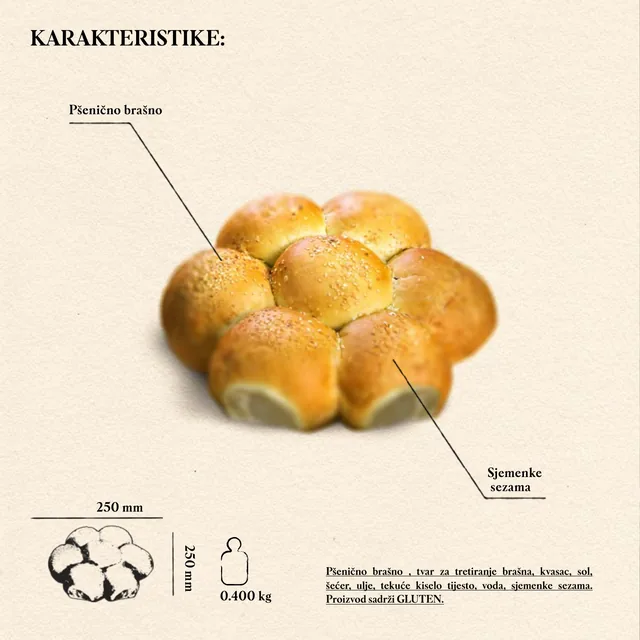 KARAKTERISTIKE:
Pšenično brašno
Sjemenke
sezama
250 mm
250 mm
0.400 kg
Pšenično brašno , tvar za tretiranje brašna, kvasac, sol,
šećer, ulje, tekuće kiselo tijesto, voda, sjemenke sezama.
Proizvod sadrži GLUTEN.